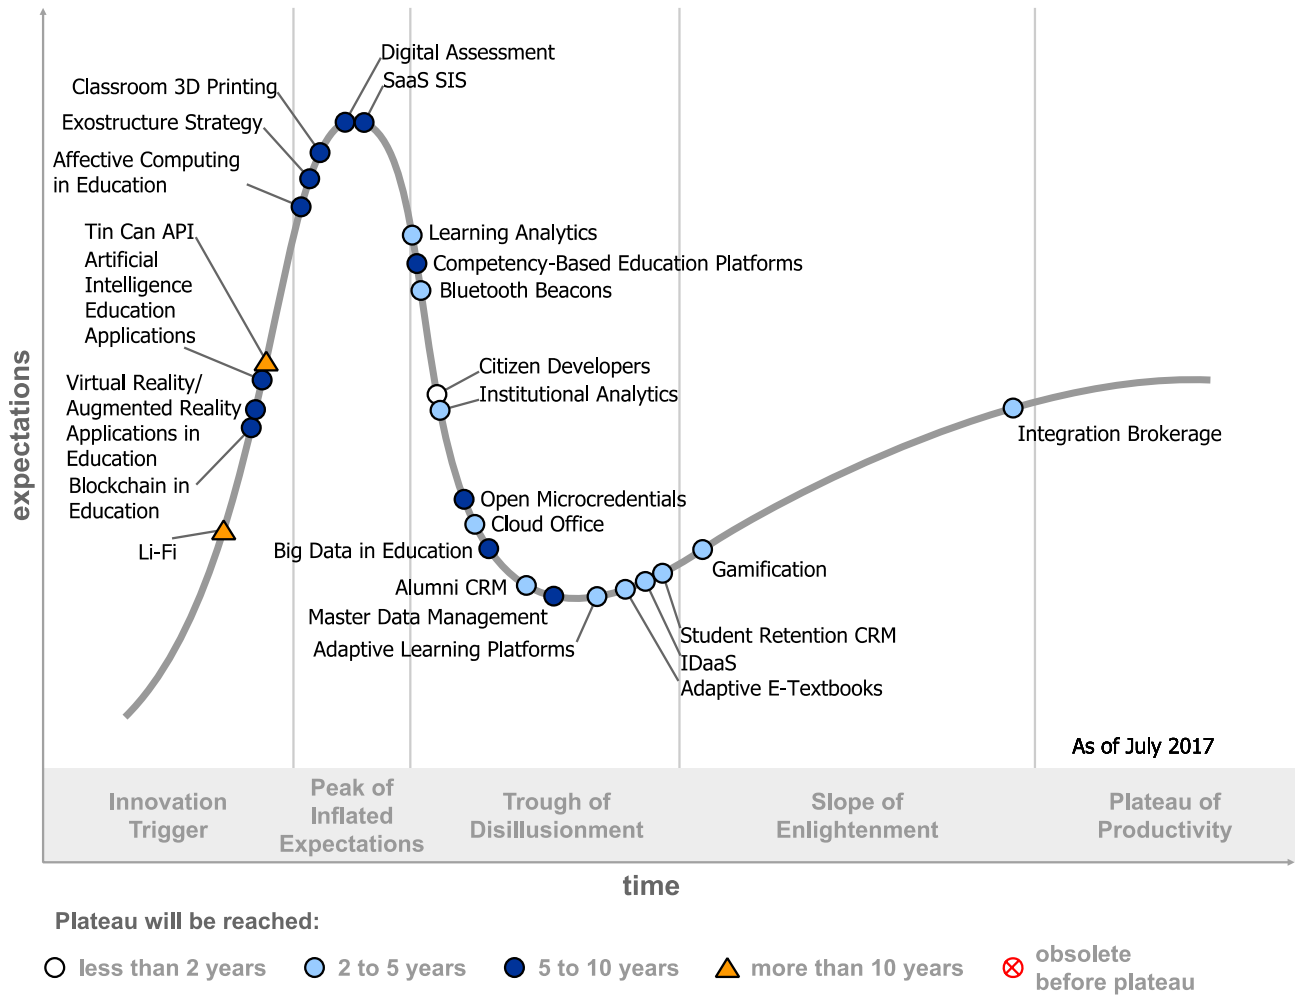 Digital Assessment
SaaS SIS
Classroom 3D Printing
Exostructure Strategy
Affective Computing
in Education
Tin Can API
Artificial
Intelligence
Education
Applications
Virtual Reality/
Augmented Reality
Applications in
Education
Blockchain in
Education
Li-Fi
Learning Analytics
Competency-Based Education Platforms
Bluetooth Beacons
Citizen Developers
Institutional Analytics
Open Microcredentials
Cloud Office
Big Data in Education
Alumni CRM
Master Data Management
Adaptive Learning Platforms
Student Retention CRM
IDaaS
Adaptive E-Textbooks
Gamification
Integration Brokerage
As of July 2017
expectations
Innovation
Trigger
Peak of
Inflated
Expectations
Trough of
Disillusionment
Slope of
Enlightenment
Plateau of
Productivity
time
Plateau will be reached:
less than 2 years
2 to 5 years
5 to 10 years
more than 10 years
obsolete
before plateau